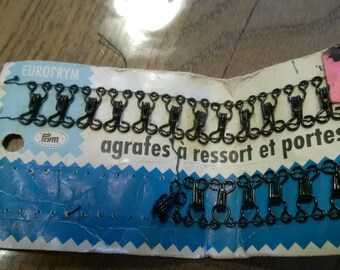 EUROPRYM
Prym
agrafes à ressort et portes